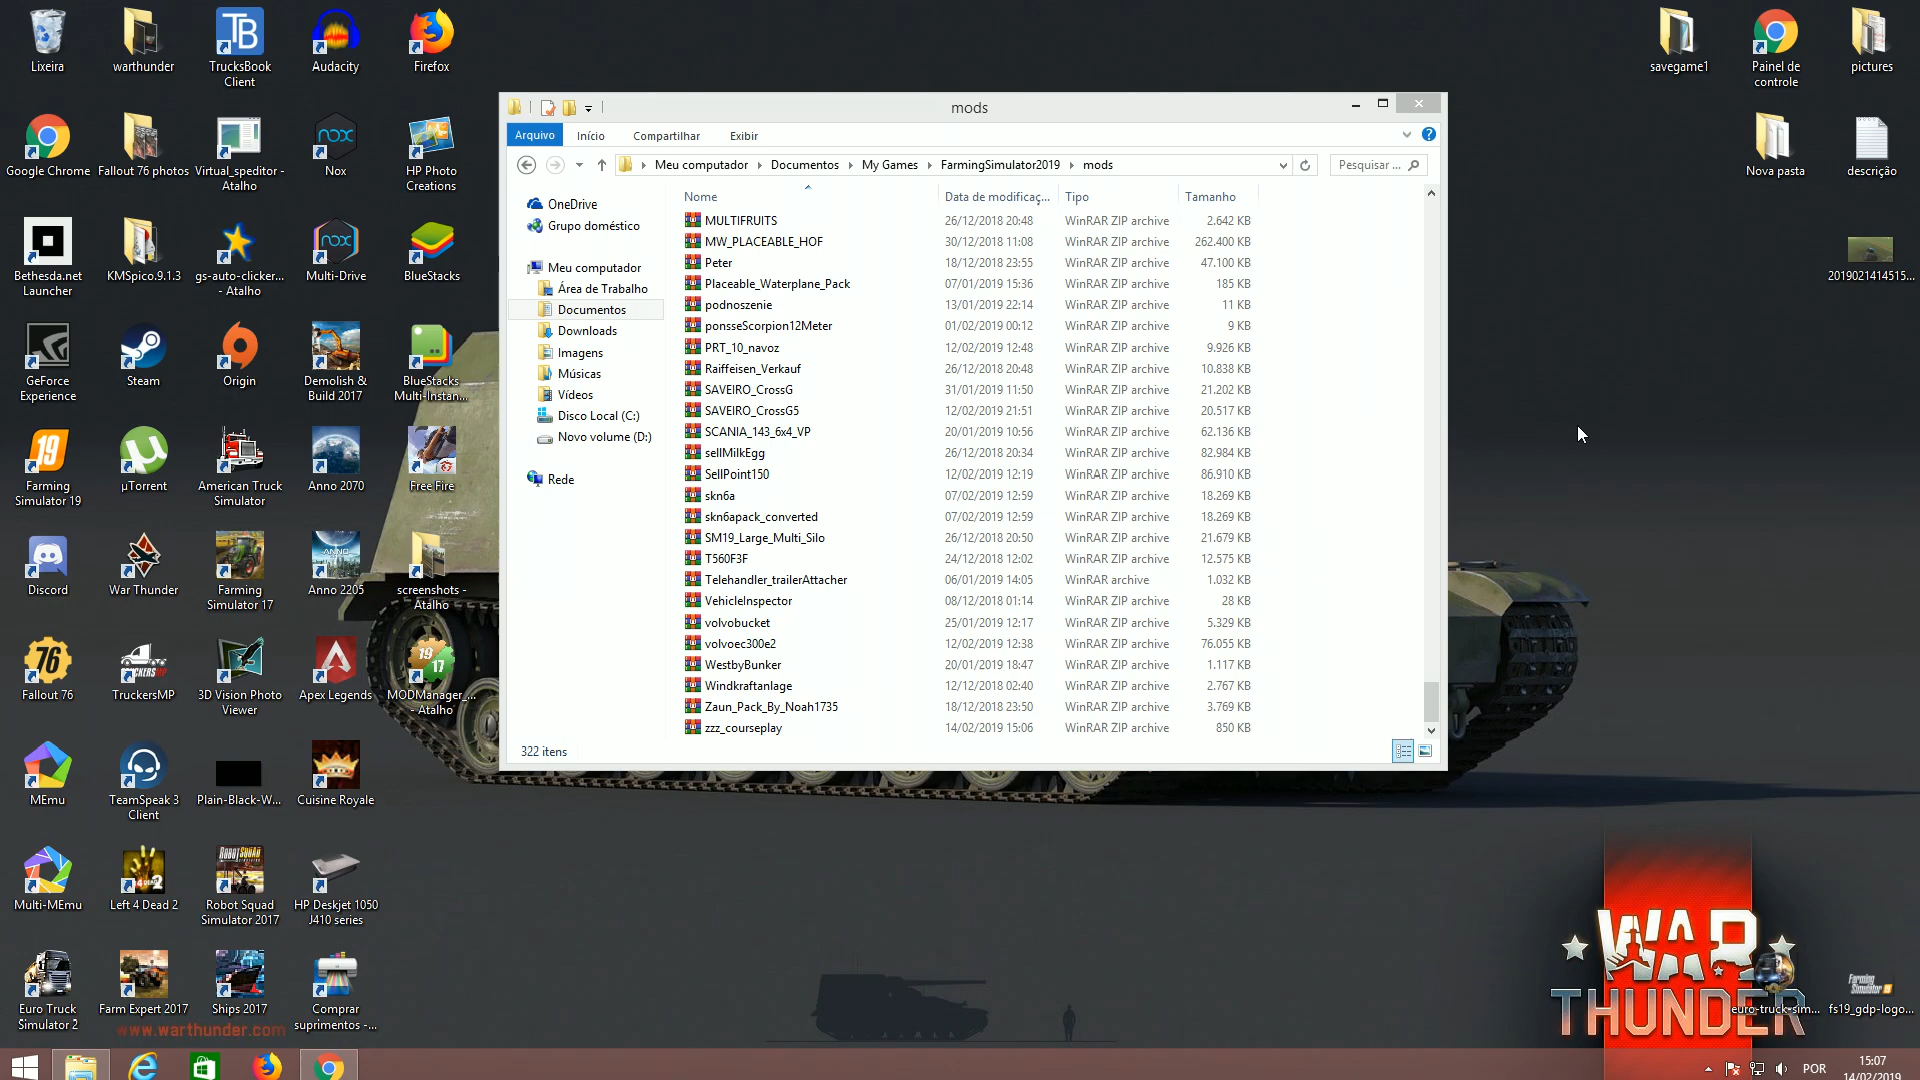 Lixeira
warthunder
TrucksBook
Client
Audacity
Firefox
Google Chrome
Fallout 76 photos
Virtual_speditor -
Atalho
Nox
HP Photo
Creations
Bethesda.net
Launcher
KMSpico.9.1.3
gs-auto-clicker...
- Atalho
Multi-Drive
BlueStacks
GeForce
Experience
Steam
Origin
Demolish &
Build 2017
BlueStacks
Multi-Instan...
Farming
Simulator 19
µTorrent
American Truck
Simulator
Anno 2070
Free Fire
Discord
War Thunder
Farming
Simulator 17
Anno 2205
screenshots -
Atalho
Fallout 76
TruckersMP
3D Vision Photo
Viewer
Apex Legends
MODManager_...
- Atalho
MEmu
TeamSpeak 3
Client
Plain-Black-W...
Cuisine Royale
Multi-MEmu
Left 4 Dead 2
Robot Squad
Simulator 2017
HP Deskjet 1050
J410 series
Euro Truck
Simulator 2
Farm Expert 2017
Ships 2017
Comprar
suprimentos -...
www.warthunder.com
mods
Arquivo Início Compartilhar Exibir
Meu computador Documentos My Games FarmingSimulator2019 mods
Pesquisar ...
OneDrive
Grupo doméstico
Meu computador
Área de Trabalho
Documentos
Downloads
Imagens
Músicas
Vídeos
Disco Local (C:)
Novo volume (D:)
Rede
Nome Data de modificaç... Tipo Tamanho
MULTIFRUITS 26/12/2018 20:48 WinRAR ZIP archive 2.642 KB
MW_PLACEABLE_HOF 30/12/2018 11:08 WinRAR ZIP archive 262.400 KB
Peter 18/12/2018 23:55 WinRAR ZIP archive 47.100 KB
Placeable_Waterplane_Pack 07/01/2019 15:36 WinRAR ZIP archive 185 KB
podnoszenie 13/01/2019 22:14 WinRAR ZIP archive 11 KB
ponsseScorpion12Meter 01/02/2019 00:12 WinRAR ZIP archive 9 KB
PRT_10_navoz 12/02/2019 12:48 WinRAR ZIP archive 9.926 KB
Raiffeisen_Verkauf 26/12/2018 20:48 WinRAR ZIP archive 10.838 KB
SAVEIRO_CrossG 31/01/2019 11:50 WinRAR ZIP archive 21.202 KB
SAVEIRO_CrossG5 12/02/2019 21:51 WinRAR ZIP archive 20.517 KB
SCANIA_143_6x4_VP 20/01/2019 10:56 WinRAR ZIP archive 62.136 KB
sellMilkEgg 26/12/2018 20:34 WinRAR ZIP archive 82.984 KB
SellPoint150 12/02/2019 12:19 WinRAR ZIP archive 86.910 KB
skn6a 07/02/2019 12:59 WinRAR ZIP archive 18.269 KB
skn6apack_converted 07/02/2019 12:59 WinRAR ZIP archive 18.269 KB
SM19_Large_Multi_Silo 26/12/2018 20:50 WinRAR ZIP archive 21.679 KB
T560F3F 24/12/2018 12:02 WinRAR ZIP archive 12.575 KB
Telehandler_trailerAttacher 06/01/2019 14:05 WinRAR archive 1.032 KB
VehicleInspector 08/12/2018 01:14 WinRAR ZIP archive 28 KB
volvobucket 25/01/2019 12:17 WinRAR ZIP archive 5.329 KB
volvoec300e2 12/02/2019 12:38 WinRAR ZIP archive 76.055 KB
WestbyBunker 20/01/2019 18:47 WinRAR ZIP archive 1.117 KB
Windkraftanlage 12/12/2018 02:40 WinRAR ZIP archive 2.767 KB
Zaun_Pack_By_Noah1735 18/12/2018 23:50 WinRAR ZIP archive 3.769 KB
zzz_courseplay 14/02/2019 15:06 WinRAR ZIP archive 850 KB
322 itens
savegame1
Painel de
controle
pictures
Nova pasta
descrição
2019021414515...
WAR
THUNDER
euro-truck-sim...
fs19_gdp-logo...
POR
15:07
14/02/2019